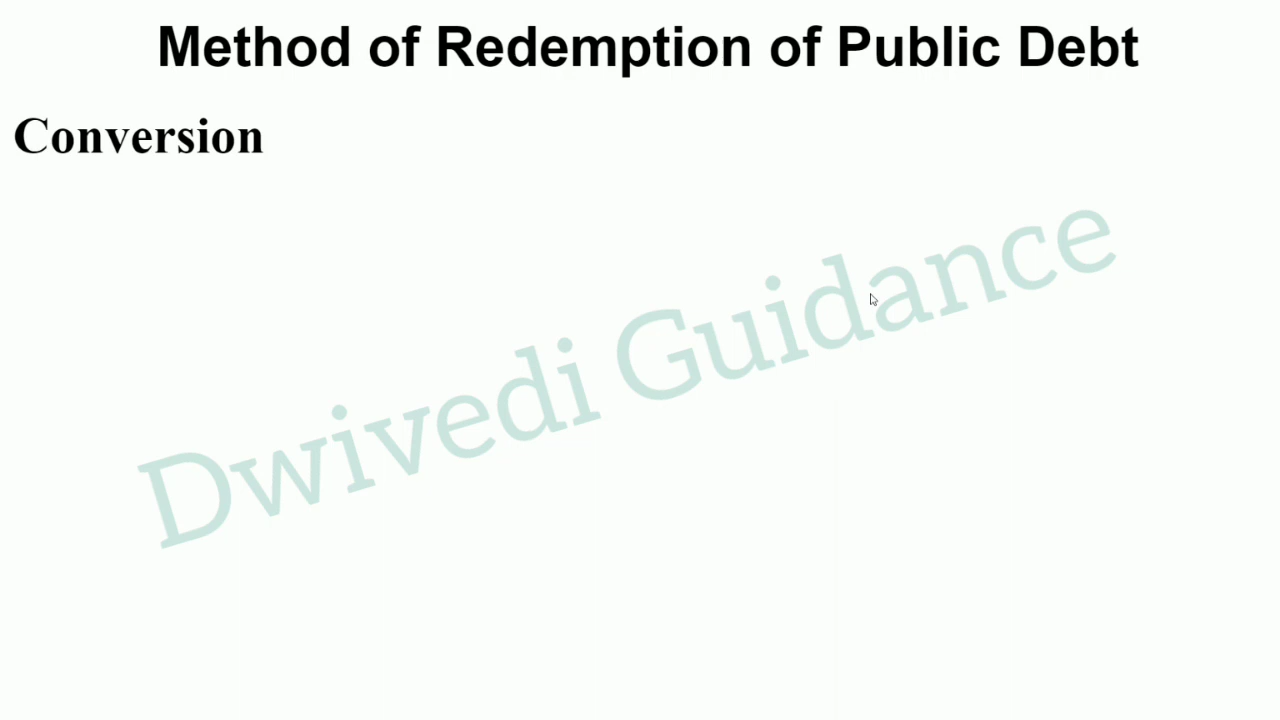 Method of Redemption of Public Debt
Conversion
Dwivedi Guidance